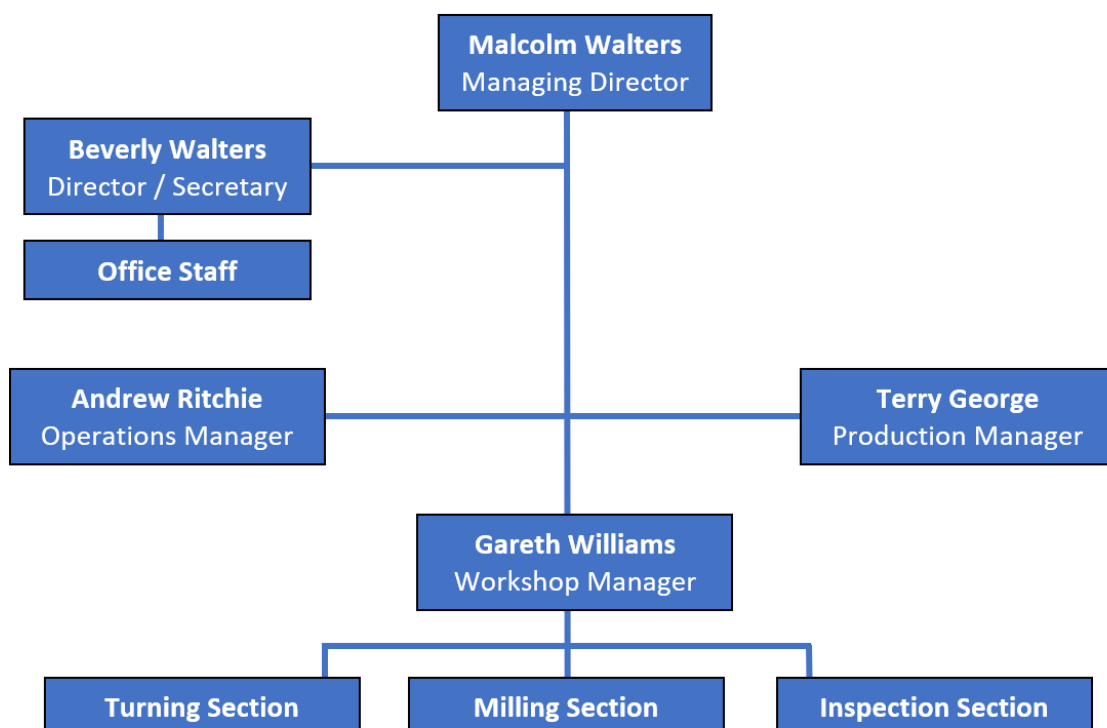 Malcolm Walters
Managing Director
Beverly Walters
Director / Secretary
Office Staff
Andrew Ritchie
Operations Manager
Terry George
Production Manager
Gareth Williams
Workshop Manager
Turning Section
Milling Section
Inspection Section